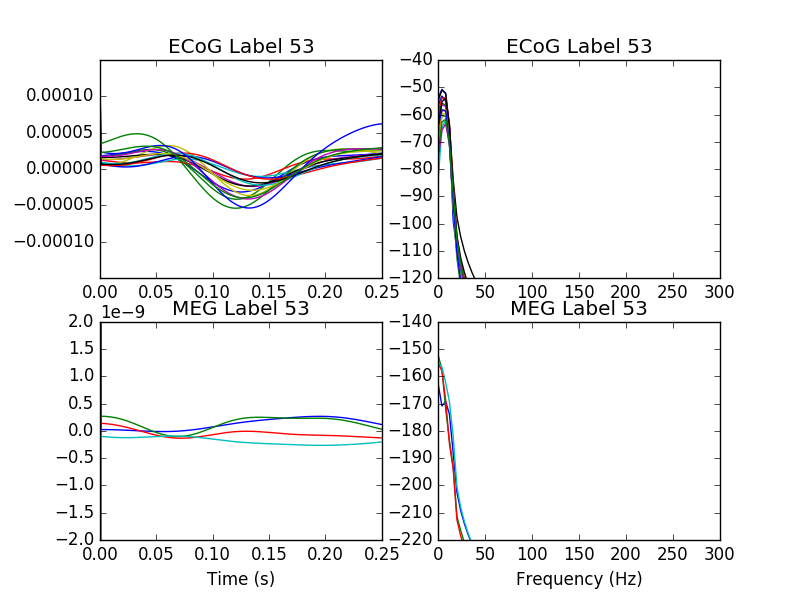 ECoG Label 53
0.00010
0.00005
0.00000
−0.00005
−0.00010
0.00 0.05 0.10 0.15 0.20 0.25
ECoG Label 53
−40
−50
−60
−70
−80
−90
−100
−110
−120
0 50 100 150 200 250 300
MEG Label 53
1e−9
2.0
1.5
1.0
0.5
0.0
−0.5
−1.0
−1.5
−2.0
0.00 0.05 0.10 0.15 0.20 0.25
Time (s)
MEG Label 53
−140
−150
−160
−170
−180
−190
−200
−210
−220
0 50 100 150 200 250 300
Frequency (Hz)